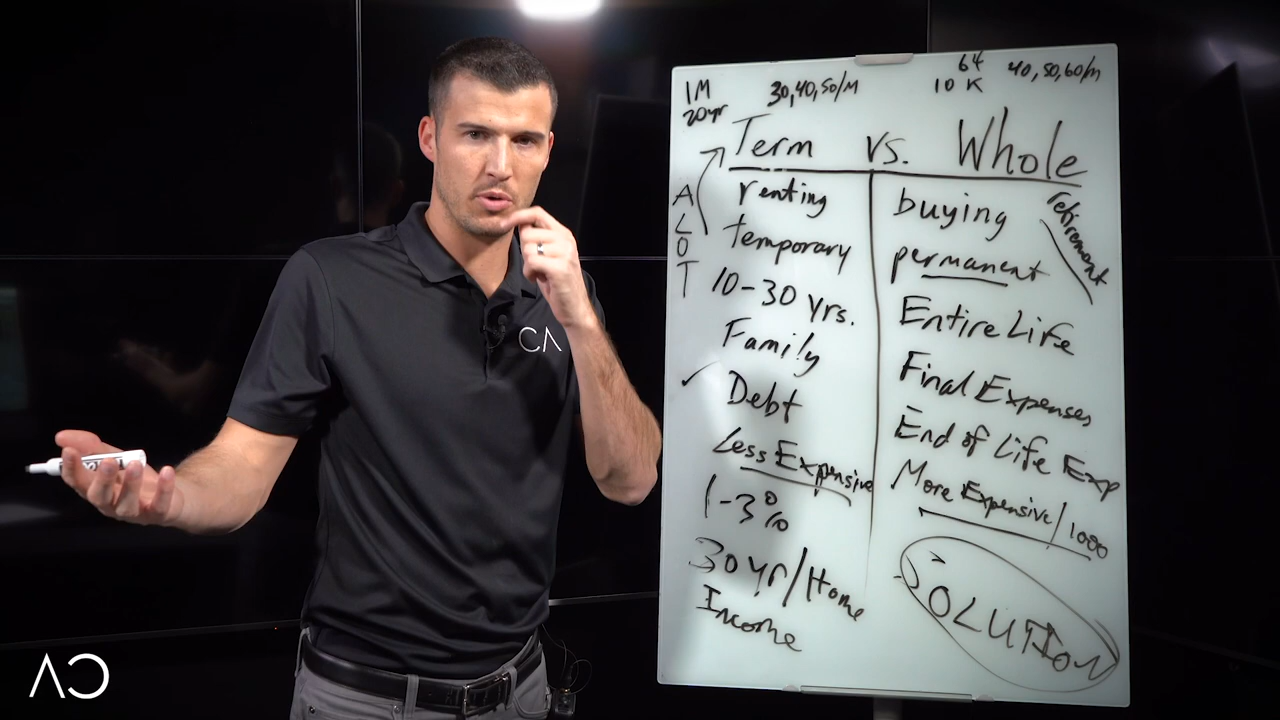 1M
20yr
30,40,50/M
64
10 K
40,50,60/m
Term vs. Whole
A
L
O
T
renting
temporary
10-30 yrs.
Family
Debt
Less Expensive
1-3%
30yr/Home
Income
buying
retirement
permanent
Entire Life
Final Expenses
End of Life Exp
More Expensive/1000
SOLUTION
CA